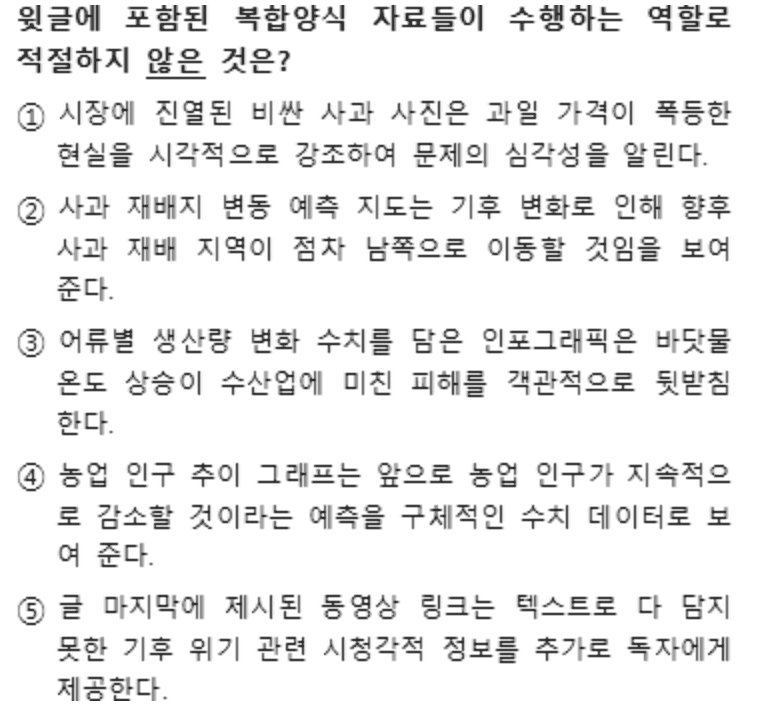 윗글에 포함된 복합양식 자료들이 수행하는 역할로
적절하지 않은 것은?
① 시장에 진열된 비싼 사과 사진은 과일 가격이 폭등한
현실을 시각적으로 강조하여 문제의 심각성을 알린다.
② 사과 재배지 변동 예측 지도는 기후 변화로 인해 향후
사과 재배 지역이 점차 남쪽으로 이동할 것임을 보여
준다.
③ 어류별 생산량 변화 수치를 담은 인포그래픽은 바닷물
온도 상승이 수산업에 미친 피해를 객관적으로 뒷받침
한다.
④ 농업 인구 추이 그래프는 앞으로 농업 인구가 지속적으
로 감소할 것이라는 예측을 구체적인 수치 데이터로 보
여 준다.
⑤ 글 마지막에 제시된 동영상 링크는 텍스트로 다 담지
못한 기후 위기 관련 시청각적 정보를 추가로 독자에게
제공한다.